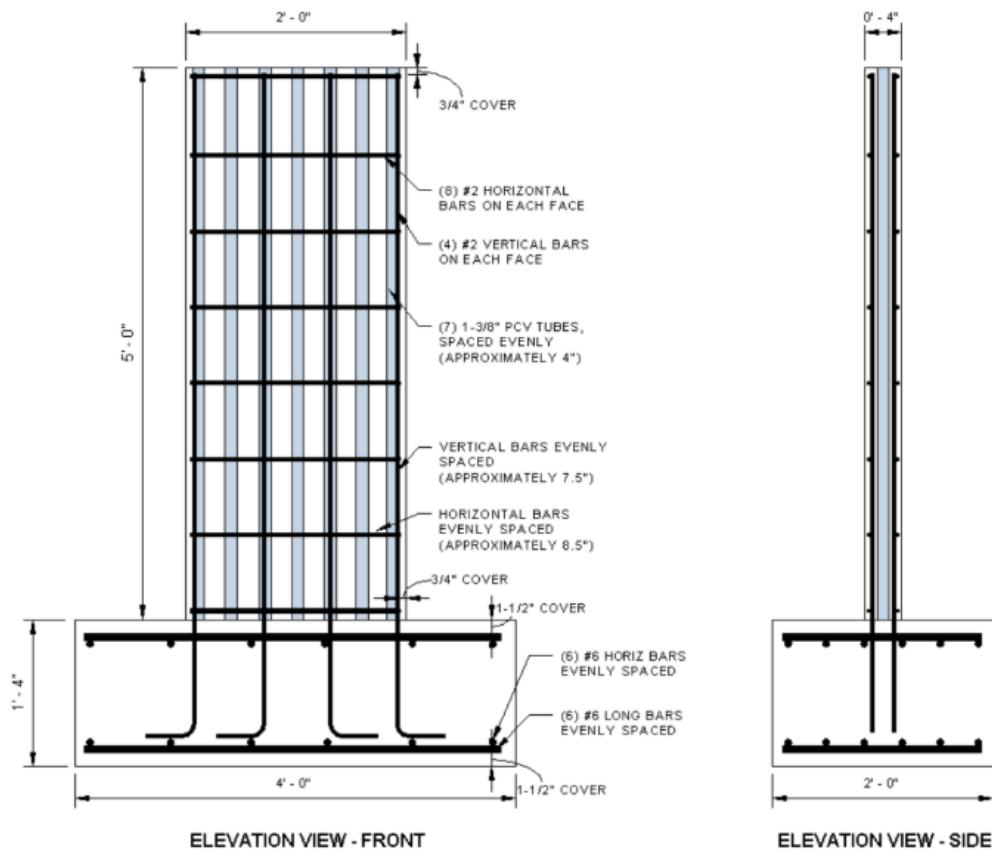 2' - 0"
0' - 4"
3/4" COVER
(8) #2 HORIZONTAL
BARS ON EACH FACE
(4) #2 VERTICAL BARS
ON EACH FACE
5' - 0"
(7) 1-3/8" PCV TUBES,
SPACED EVENLY
(APPROXIMATELY 4")
VERTICAL BARS EVENLY
SPACED
(APPROXIMATELY 7.5")
HORIZONTAL BARS
EVENLY SPACED
(APPROXIMATELY 8.5")
3/4" COVER
1-1/2" COVER
1' - 4"
(6) #6 HORIZ BARS
EVENLY SPACED
(6) #6 LONG BARS
EVENLY SPACED
4' - 0"
1-1/2" COVER
2' - 0"
ELEVATION VIEW - FRONT
ELEVATION VIEW - SIDE